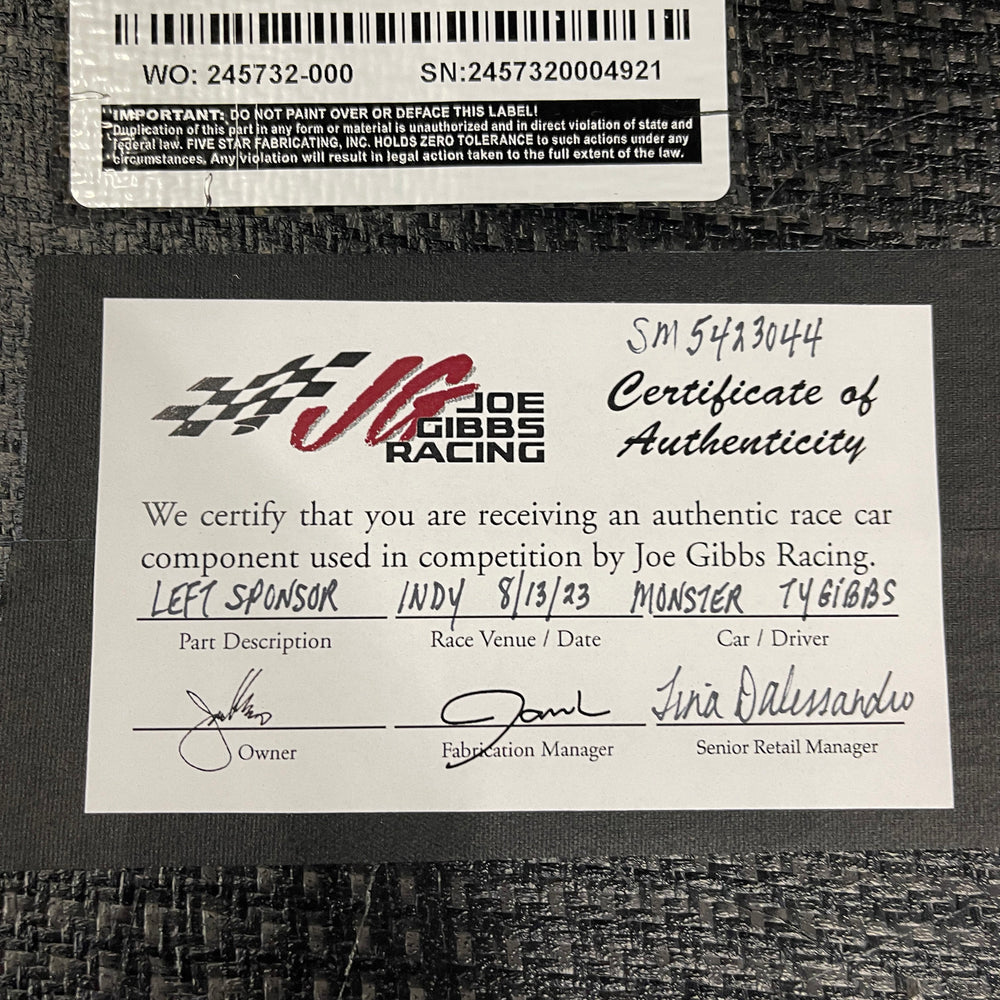 WO: 245732-000 SN:2457320004921
IMPORTANT: DO NOT PAINT OVER OR DEFACE THIS LABEL!
Duplication of this part in any form or material is unauthorized and in direct violation of state and
federal law. FIVE STAR FABRICATING, INC. HOLDS ZERO TOLERANCE to such actions under any
circumstances. Any violation will result in legal action taken to the full extent of the law.
SM 5423044
JG JOE
GIBBS
RACING
Certificate of
Authenticity
We certify that you are receiving an authentic race car
component used in competition by Joe Gibbs Racing.
LEFT SPONSOR INDY 8/13/23 MONSTER TY GIBBS
Part Description Race Venue / Date Car / Driver
Tina Dalessandro
Owner Fabrication Manager Senior Retail Manager